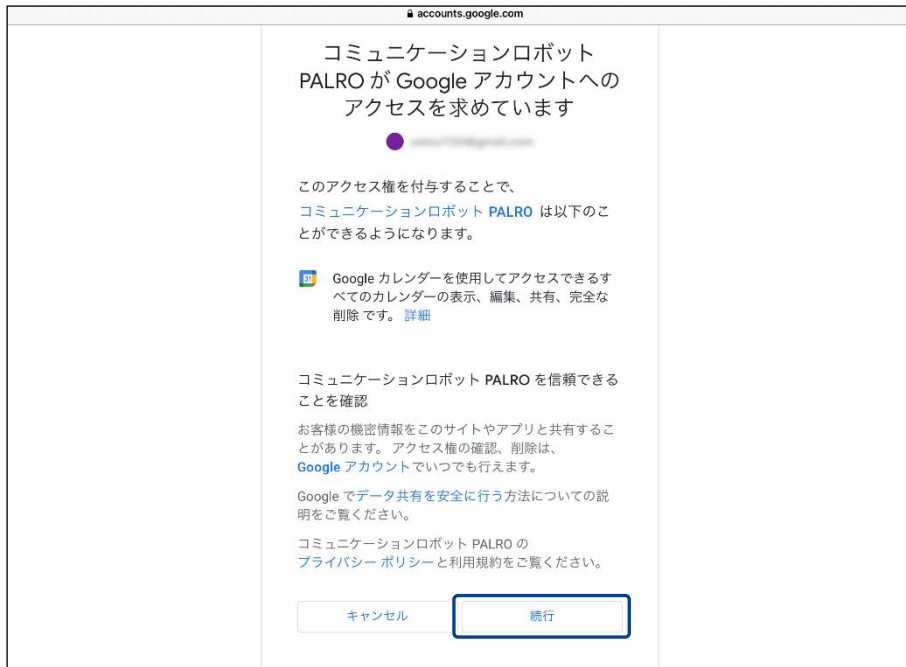 accounts.google.com
コミュニケーションロボット
PALRO が Google アカウントへの
アクセスを求めています
このアクセス権を付与することで、
コミュニケーションロボット PALRO は以下のこ
とができるようになります。
31
Google カレンダーを使用してアクセスできるす
べてのカレンダーの表示、編集、共有、完全な
削除 です。 詳細
コミュニケーションロボット PALRO を信頼できる
ことを確認
お客様の機密情報をこのサイトやアプリと共有するこ
とがあります。 アクセス権の確認、削除は、
Google アカウントでいつでも行えます。
Google でデータ共有を安全に行う方法についての説
明をご覧ください。
コミュニケーションロボット PALRO の
プライバシー ポリシーと利用規約をご覧ください。
キャンセル 続行